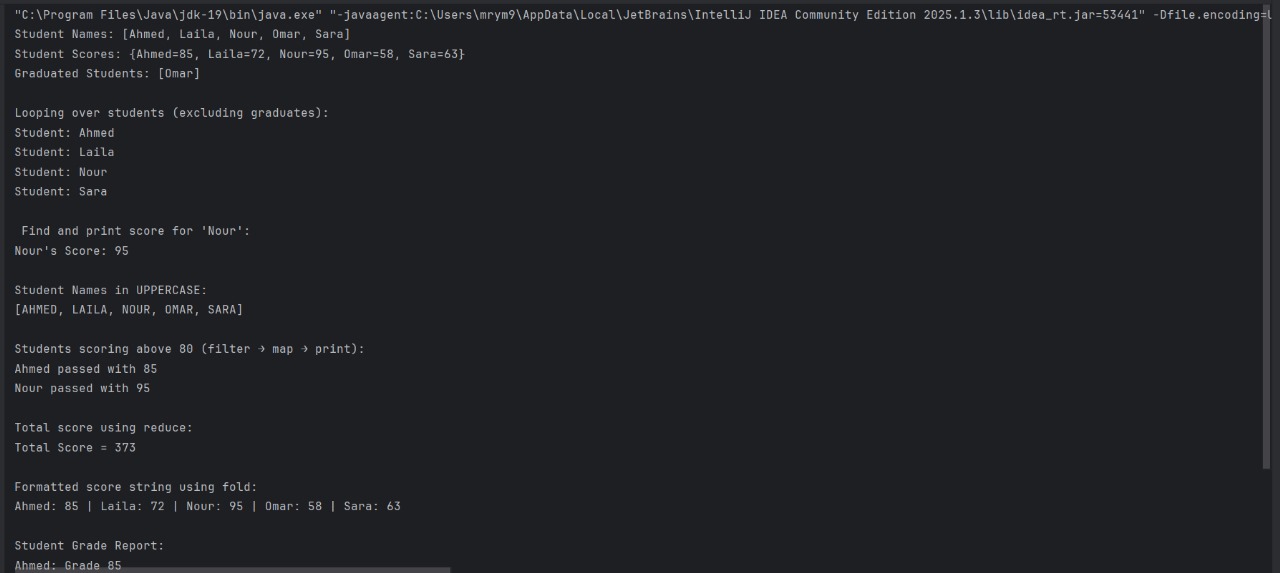 "C:\Program Files\Java\jdk-19\bin\java.exe" "-javaagent:C:\Users\mrym9\AppData\Local\JetBrains\IntelliJ IDEA Community Edition 2025.1.3\lib\idea_rt.jar=53441" -Dfile.encoding=U
Student Names: [Ahmed, Laila, Nour, Omar, Sara]
Student Scores: {Ahmed=85, Laila=72, Nour=95, Omar=58, Sara=63}
Graduated Students: [Omar]
Looping over students (excluding graduates):
Student: Ahmed
Student: Laila
Student: Nour
Student: Sara
Find and print score for 'Nour':
Nour's Score: 95
Student Names in UPPERCASE:
[AHMED, LAILA, NOUR, OMAR, SARA]
Students scoring above 80 (filter → map → print):
Ahmed passed with 85
Nour passed with 95
Total score using reduce:
Total Score = 373
Formatted score string using fold:
Ahmed: 85 | Laila: 72 | Nour: 95 | Omar: 58 | Sara: 63
Student Grade Report:
Ahmed: Grade 85